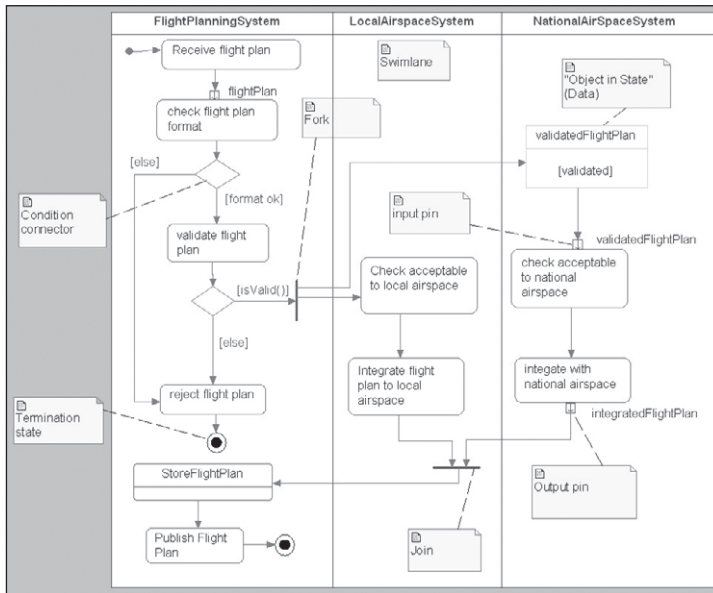 FlightPlanningSystem
LocalAirspaceSystem
NationalAirSpaceSystem
Receive flight plan
flightPlan
check flight plan
format
[else]
[format ok]
Condition
connector
validate flight
plan
[isValid()]
[else]
reject flight plan
Termination
state
StoreFlightPlan
Publish Flight
Plan
Swimlane
Fork
input pin
Check acceptable
to local airspace
Integrate flight
plan to local
airspace
Join
"Object in State"
(Data)
validatedFlightPlan
[validated]
validatedFlightPlan
check acceptable
to national
airspace
integate with
national airspace
integratedFlightPlan
Output pin